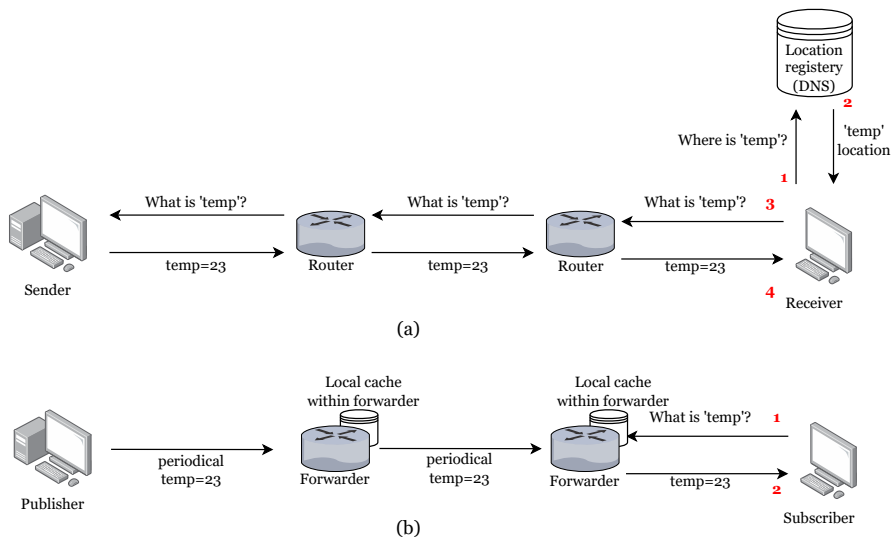 Location
registery
(DNS)
2
Where is 'temp'?
'temp'
location
1
What is 'temp'?
What is 'temp'?
What is 'temp'?
3
temp=23
Router
temp=23
Router
temp=23
Sender
4
Receiver
(a)
Local cache
within forwarder
Local cache
within forwarder
What is 'temp'?
1
periodical
temp=23
Forwarder
periodical
temp=23
Forwarder
temp=23
2
Publisher
Subscriber
(b)